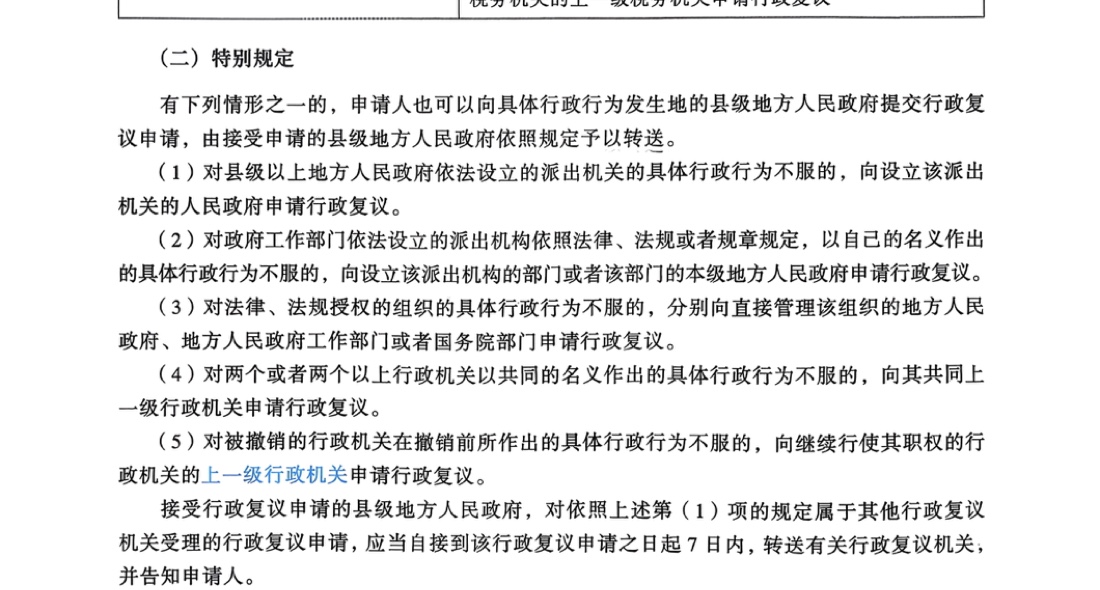 税务机关的上一级税务机关申请行政复议
（二）特别规定
有下列情形之一的，申请人也可以向具体行政行为发生地的县级地方人民政府提交行政复
议申请，由接受申请的县级地方人民政府依照规定予以转送。
（1）对县级以上地方人民政府依法设立的派出机关的具体行政行为不服的，向设立该派出
机关的人民政府申请行政复议。
（2）对政府工作部门依法设立的派出机构依照法律、法规或者规章规定，以自己的名义作出
的具体行政行为不服的，向设立该派出机构的部门或者该部门的本级地方人民政府申请行政复议。
（3）对法律、法规授权的组织的具体行政行为不服的，分别向直接管理该组织的地方人民
政府、地方人民政府工作部门或者国务院部门申请行政复议。
（4）对两个或者两个以上行政机关以共同的名义作出的具体行政行为不服的，向其共同上
一级行政机关申请行政复议。
（5）对被撤销的行政机关在撤销前所作出的具体行政行为不服的，向继续行使其职权的行
政机关的上一级行政机关申请行政复议。
接受行政复议申请的县级地方人民政府，对依照上述第（1）项的规定属于其他行政复议
机关受理的行政复议申请，应当自接到该行政复议申请之日起 7 日内，转送有关行政复议机关，
并告知申请人。